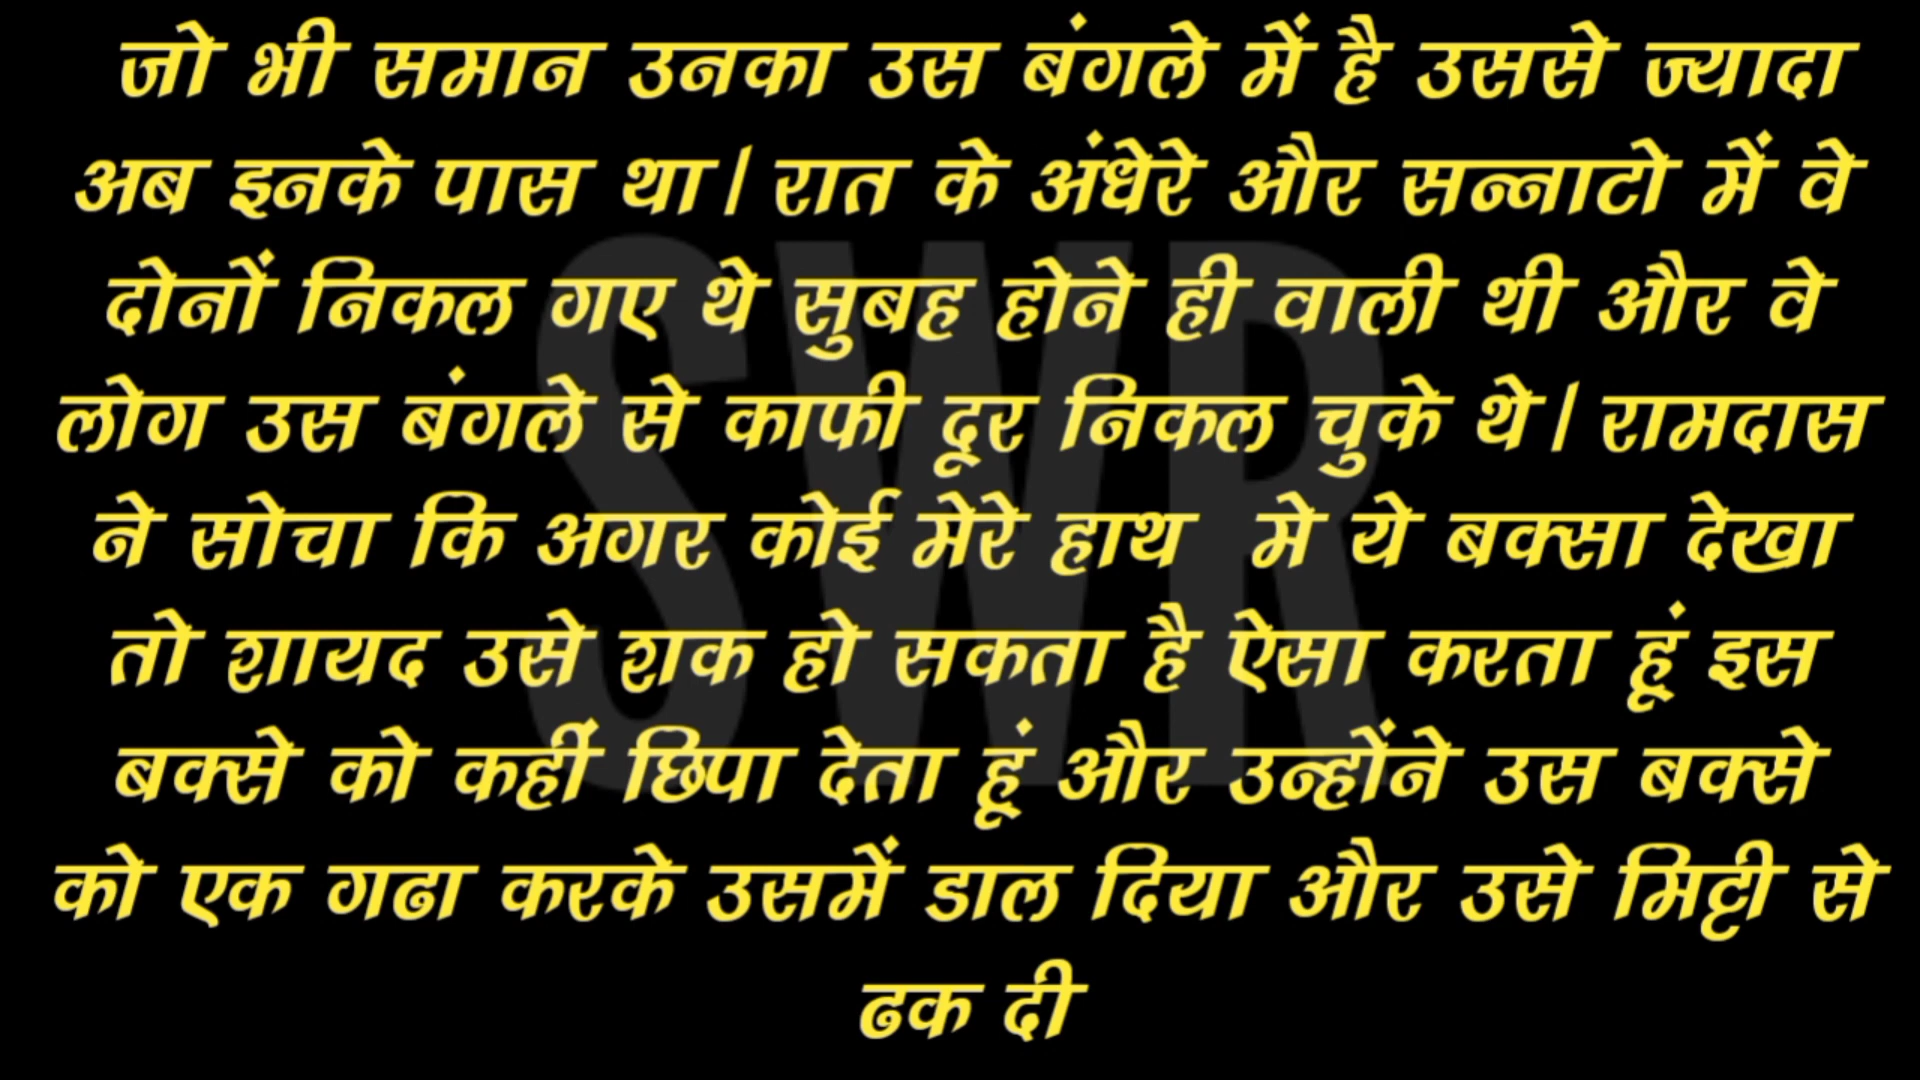 जो भी समान उनका उस बंगले में है उससे ज्यादा
अब इनके पास था। रात के अंधेरे और सन्नाटो में वे
दोनों निकल गए थे सुबह होने ही वाली थी और वे
लोग उस बंगले से काफी दूर निकल चुके थे। रामदास
ने सोचा कि अगर कोई मेरे हाथ मे ये बक्सा देखा
तो शायद उसे शक हो सकता है ऐसा करता हूं इस
बक्से को कहीं छिपा देता हूं और उन्होंने उस बक्से
को एक गढा करके उसमें डाल दिया और उसे मिट्टी से
ढक दी
SWR